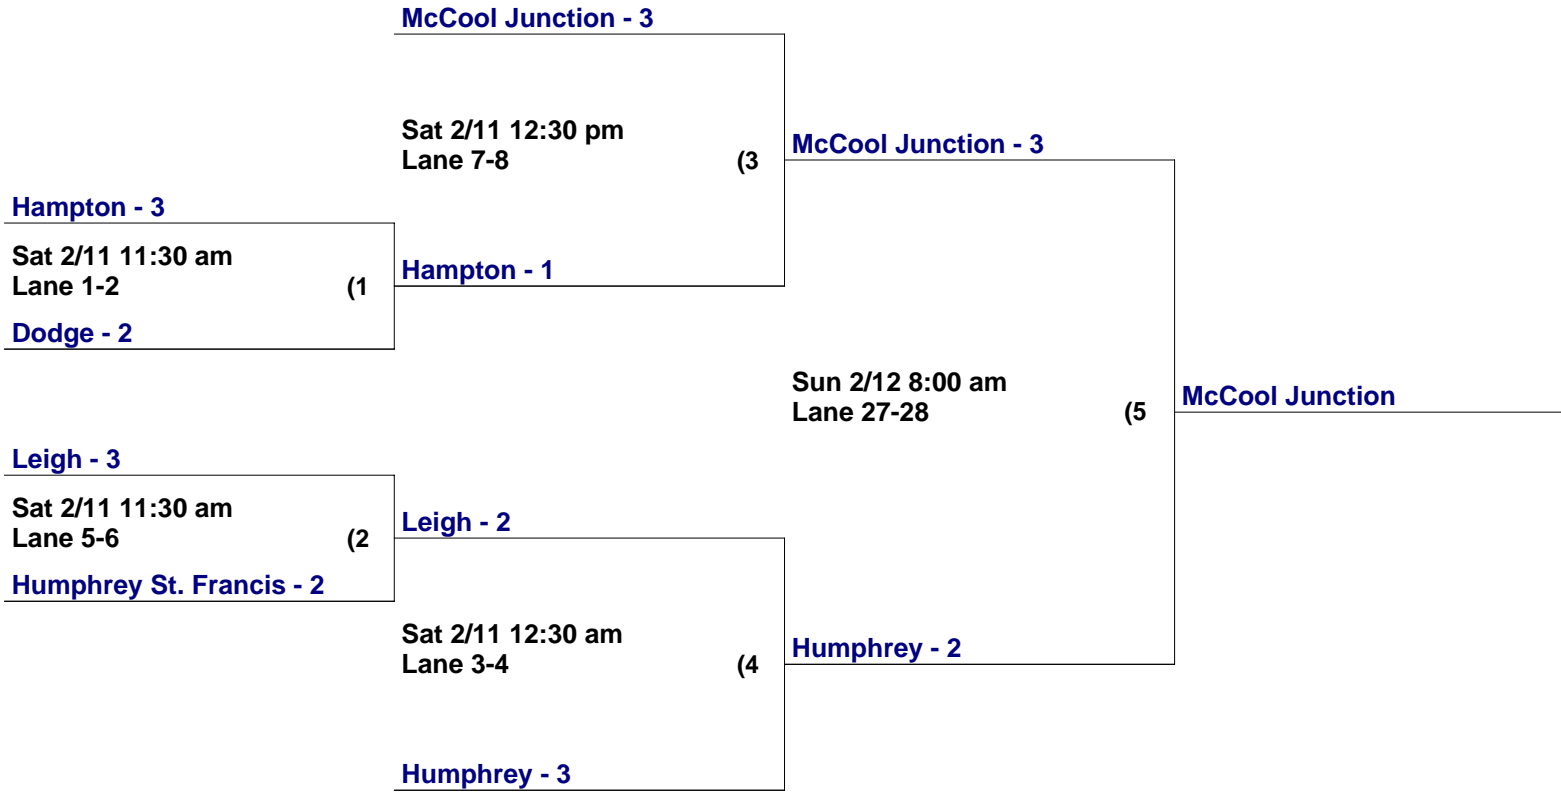 McCool Junction - 3
Sat 2/11 12:30 pm
Lane 7-8 (3
McCool Junction - 3
Hampton - 3
Sat 2/11 11:30 am
Lane 1-2 (1
Hampton - 1
Dodge - 2
Sun 2/12 8:00 am
Lane 27-28 (5
McCool Junction
Leigh - 3
Sat 2/11 11:30 am
Lane 5-6 (2
Leigh - 2
Humphrey St. Francis - 2
Sat 2/11 12:30 am
Lane 3-4 (4
Humphrey - 2
Humphrey - 3